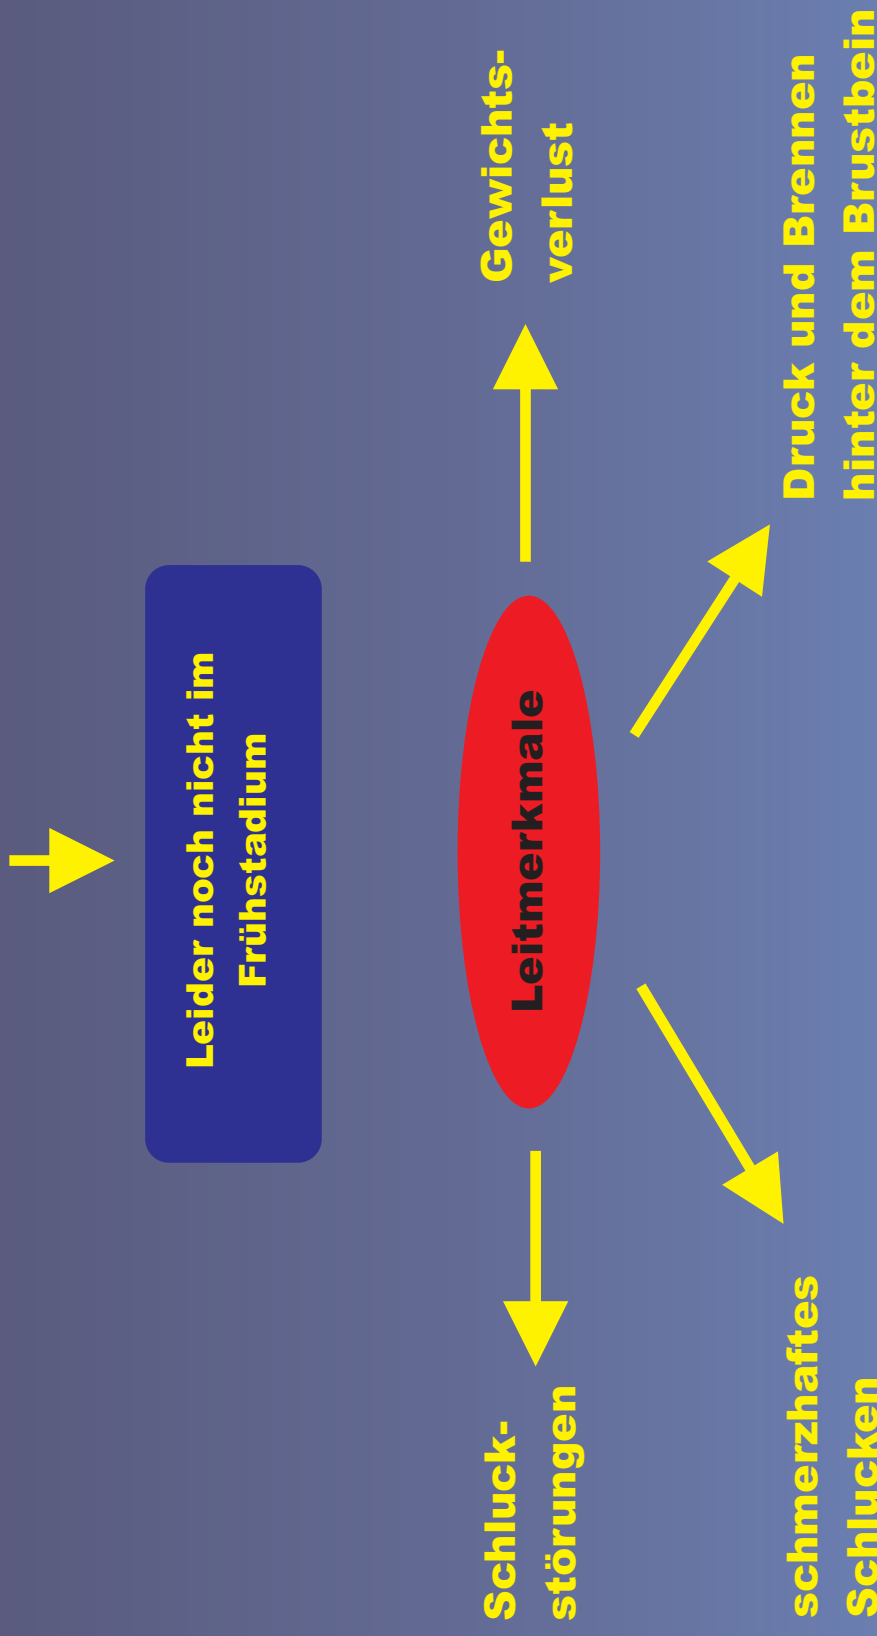 Leider noch nicht im
Frühstadium
Leitmerkmale
Schluck-
störungen
Gewichts-
verlust
schmerzhaftes
Schlucken
Druck und Brennen
hinter dem Brustbein